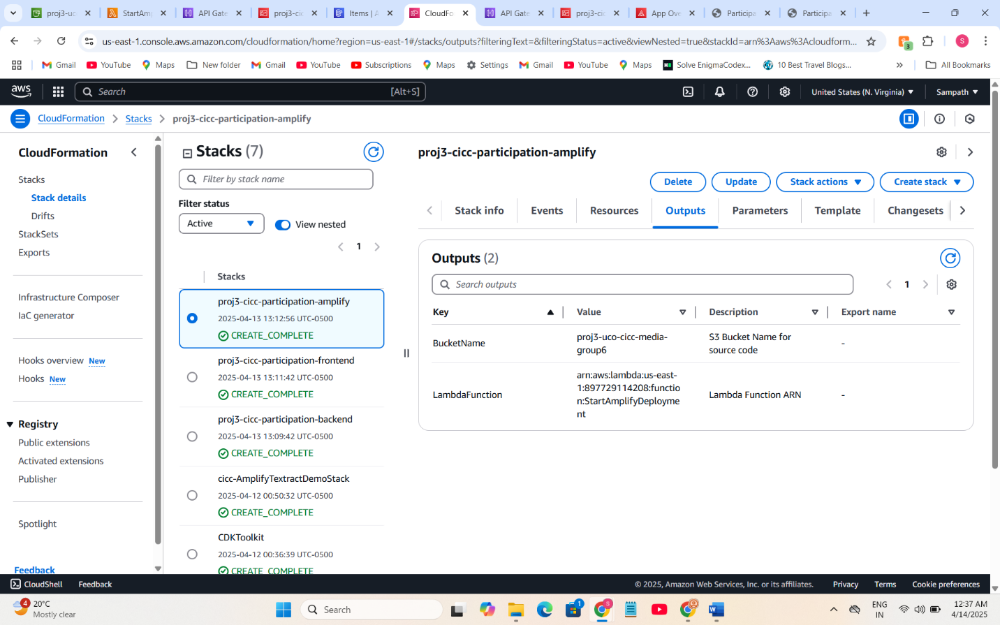 proj3-uc
StartAm
API Gate
proj3-cic
Items | A
CloudFo
API Gate
proj3-cic
App Ove
Participa
Participa
us-east-1.console.aws.amazon.com/cloudformation/home?region=us-east-1#/stacks/outputs?filteringText=&filteringStatus=active&viewNested=true&stackId=arn%3Aaws%3Acloudform...
3
S
Gmail
YouTube
Maps
New folder
Gmail
YouTube
Subscriptions
Maps
Settings
Gmail
YouTube
Maps
Solve EnigmaCodex...
10 Best Travel Blogs...
All Bookmarks
aws
Search
[Alt+S]
United States (N. Virginia)
Sampath
CloudFormation
Stacks
proj3-cicc-participation-amplify
CloudFormation
Stacks
Stack details
Drifts
StackSets
Exports
Infrastructure Composer
IaC generator
Hooks overview New
Hooks New
Registry
Public extensions
Activated extensions
Publisher
Spotlight
Feedback
Stacks (7)
Filter by stack name
Filter status
Active
View nested
1
Stacks
proj3-cicc-participation-amplify
2025-04-13 13:12:56 UTC-0500
CREATE_COMPLETE
proj3-cicc-participation-frontend
2025-04-13 13:11:42 UTC-0500
CREATE_COMPLETE
proj3-cicc-participation-backend
2025-04-13 13:09:42 UTC-0500
CREATE_COMPLETE
cicc-AmplifyTextractDemoStack
2025-04-12 00:50:32 UTC-0500
CREATE_COMPLETE
CDKToolkit
2025-04-12 00:36:39 UTC-0500
CREATE_COMPLETE
proj3-cicc-participation-amplify
Delete
Update
Stack actions
Create stack
Stack info
Events
Resources
Outputs
Parameters
Template
Changesets
Outputs (2)
Search outputs
1
Key
Value
Description
Export name
BucketName
proj3-uco-cicc-media-
group6
S3 Bucket Name for
source code
-
LambdaFunction
arn:aws:lambda:us-east-
1:897729114208:functio
n:StartAmplifyDeployme
nt
Lambda Function ARN
-
CloudShell
Feedback
© 2025, Amazon Web Services, Inc. or its affiliates.
Privacy
Terms
Cookie preferences
4
20°C
Mostly clear
Search
1
S
ENG
IN
12:37 AM
4/14/2025